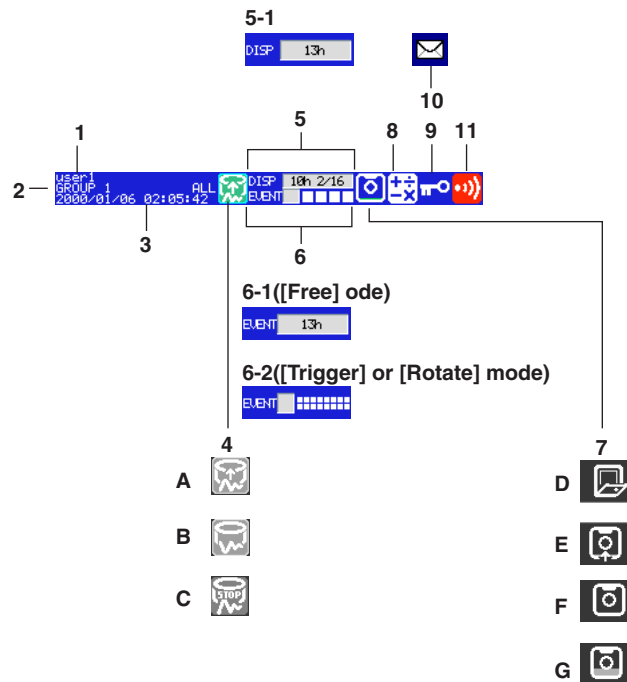 5-1
DISP 13h
10
1
5
8 9 11
2
user1
GROUP 1 ALL
2000/01/06 02:05:42
DISP 10h 2/16
EVENT
3
6
6-1([Free] ode)
EVENT 13h
6-2([Trigger] or [Rotate] mode)
EVENT
4
7
A
D
B
E
C
STOP
F
G